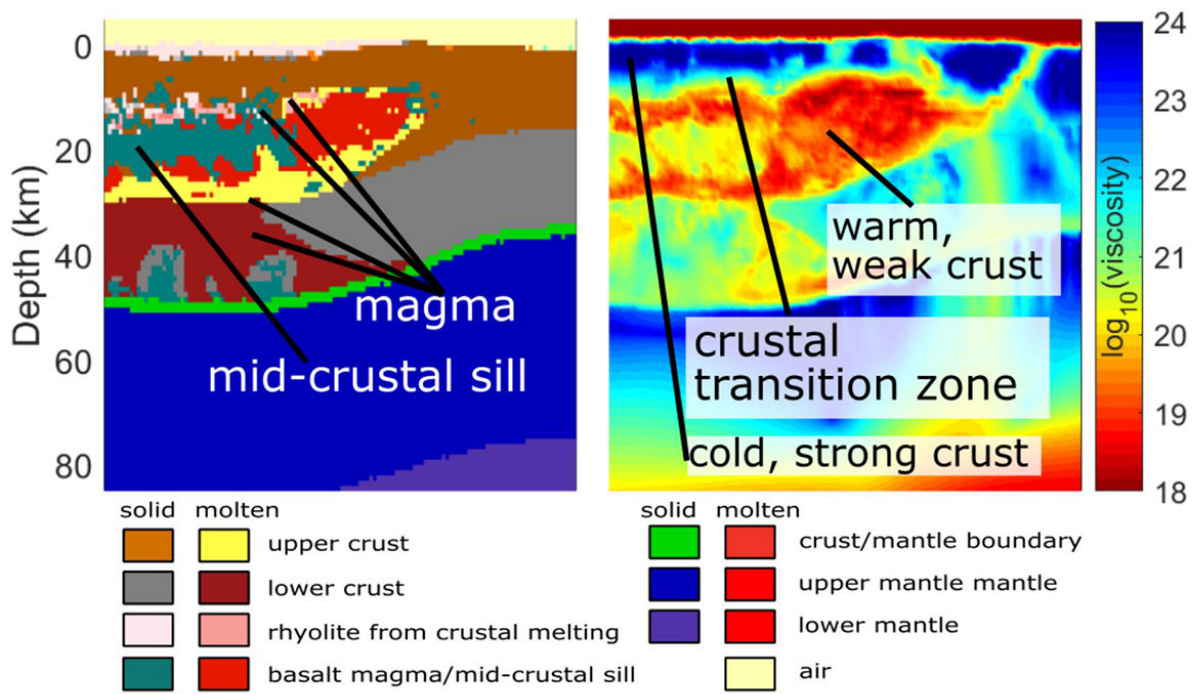 0
20
40
60
80
Depth (km)
magma
mid-crustal sill
warm,
weak crust
crustal
transition zone
cold, strong crust
24
23
22
21
20
19
18
log10(viscosity)
solid molten
upper crust
lower crust
rhyolite from crustal melting
basalt magma/mid-crustal sill
solid molten
crust/mantle boundary
upper mantle mantle
lower mantle
air